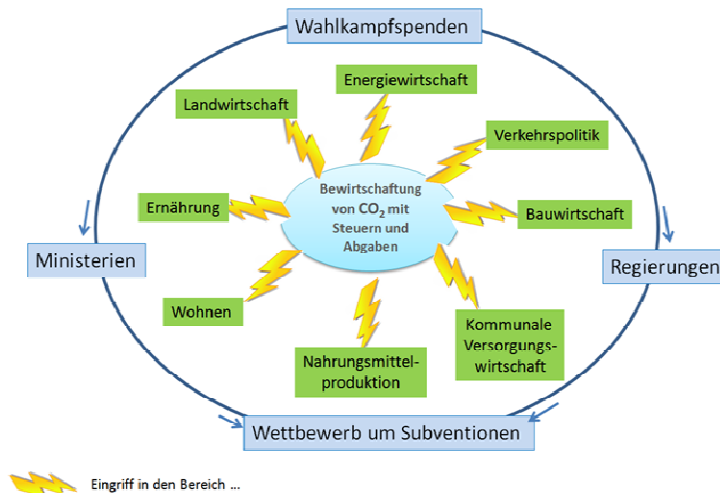 Wahlkampfspenden
Energiewirtschaft
Landwirtschaft
Verkehrspolitik
Bewirtschaftung
von CO₂ mit
Steuern und
Abgaben
Ernährung
Bauwirtschaft
Ministerien
Regierungen
Wohnen
Kommunale
Versorgungs-
wirtschaft
Nahrungsmittel-
produktion
Wettbewerb um Subventionen
Eingriff in den Bereich ...